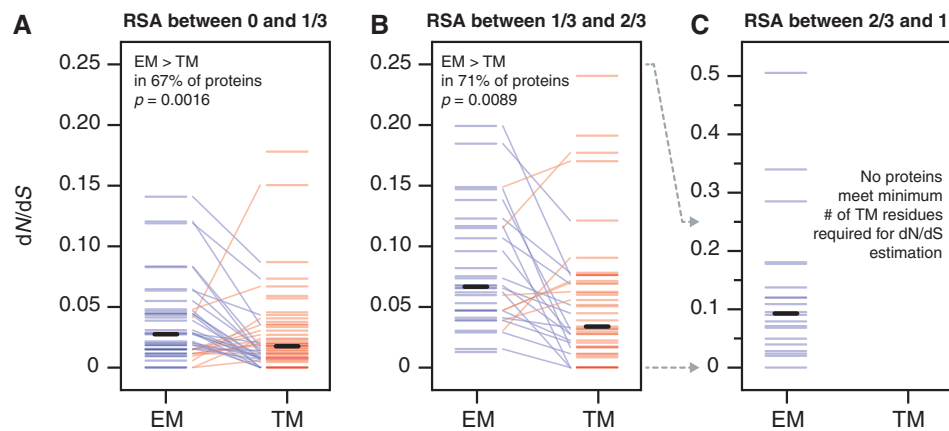 A
RSA between 0 and 1/3
B
RSA between 1/3 and 2/3
C
RSA between 2/3 and 1
dN/dS
0.25
0.20
0.15
0.10
0.05
0
EM > TM
in 67% of proteins
p = 0.0016
EM
TM
0.25
0.20
0.15
0.10
0.05
0
EM > TM
in 71% of proteins
p = 0.0089
EM
TM
0.5
0.4
0.3
0.2
0.1
0
No proteins
meet minimum
# of TM residues
required for dN/dS
estimation
EM
TM